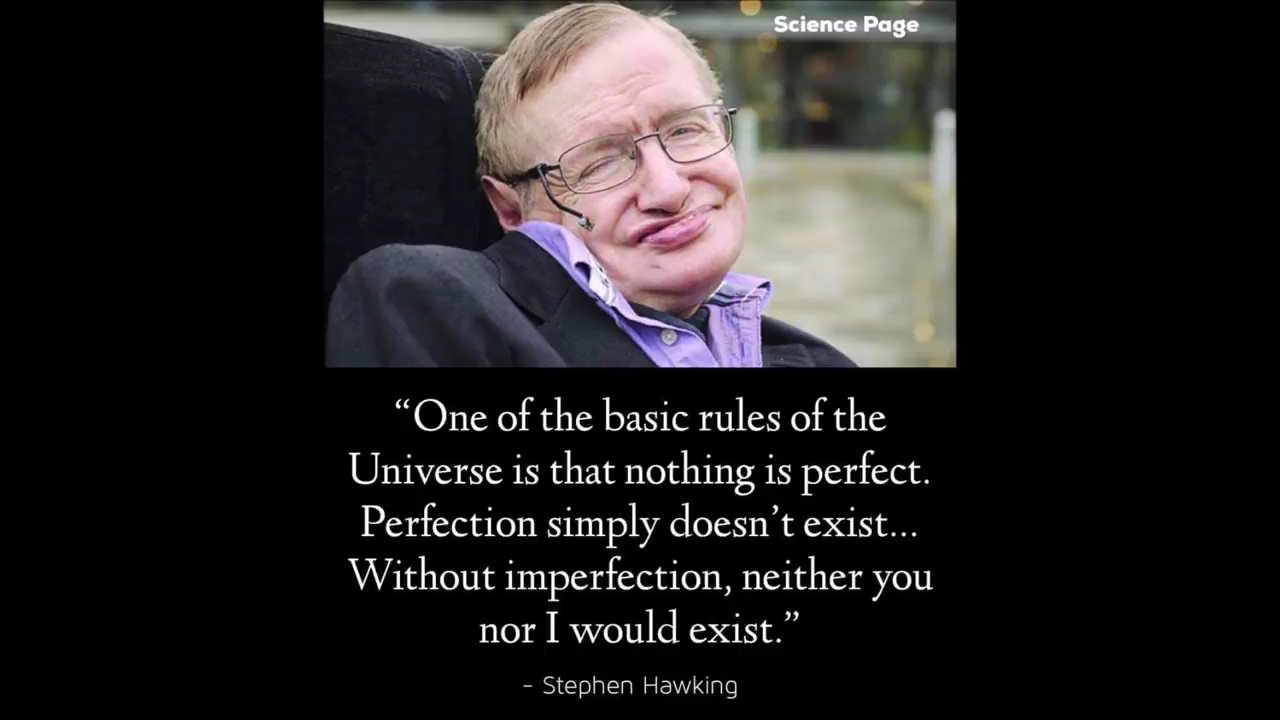 Science Page
“One of the basic rules of the
Universe is that nothing is perfect.
Perfection simply doesn’t exist...
Without imperfection, neither you
nor I would exist.”
- Stephen Hawking